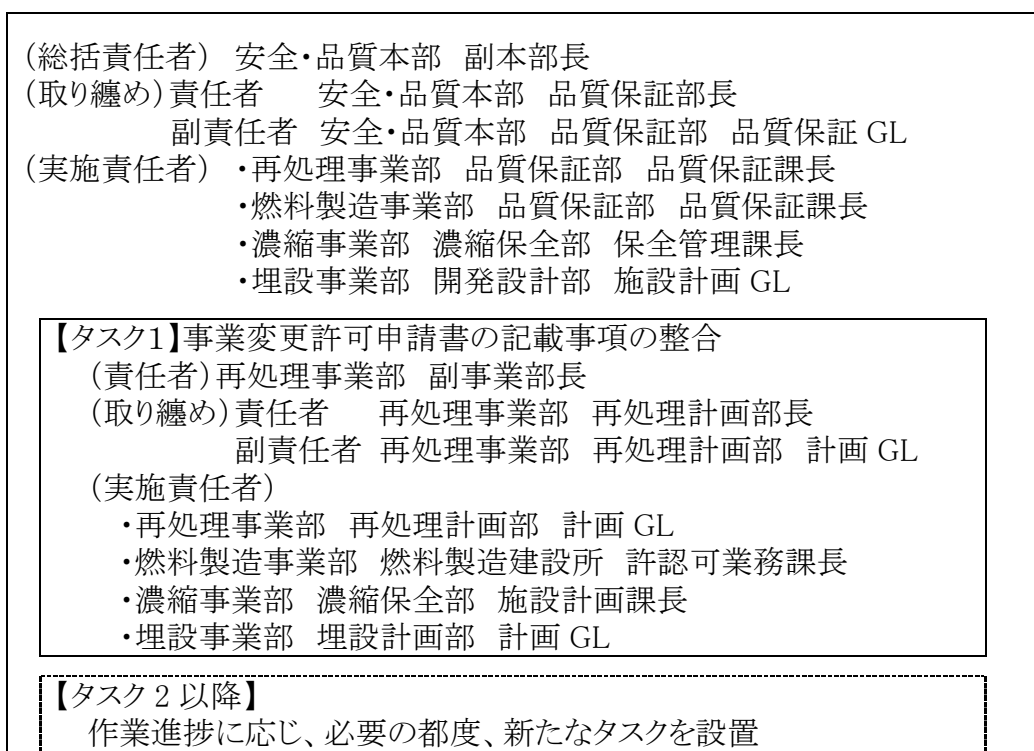 (総括責任者) 安全・品質本部 副本部長
(取り纏め)責任者 安全・品質本部 品質保証部長
副責任者 安全・品質本部 品質保証部 品質保証 GL
(実施責任者) ・再処理事業部 品質保証部 品質保証課長
・燃料製造事業部 品質保証部 品質保証課長
・濃縮事業部 濃縮保全部 保全管理課長
・埋設事業部 開発設計部 施設計画 GL
【タスク1】事業変更許可申請書の記載事項の整合
(責任者)再処理事業部 副事業部長
(取り纏め)責任者 再処理事業部 再処理計画部長
副責任者 再処理事業部 再処理計画部 計画 GL
(実施責任者)
・再処理事業部 再処理計画部 計画 GL
・燃料製造事業部 燃料製造建設所 許認可業務課長
・濃縮事業部 濃縮保全部 施設計画課長
・埋設事業部 埋設計画部 計画 GL
【タスク 2 以降】
作業進捗に応じ、必要の都度、新たなタスクを設置